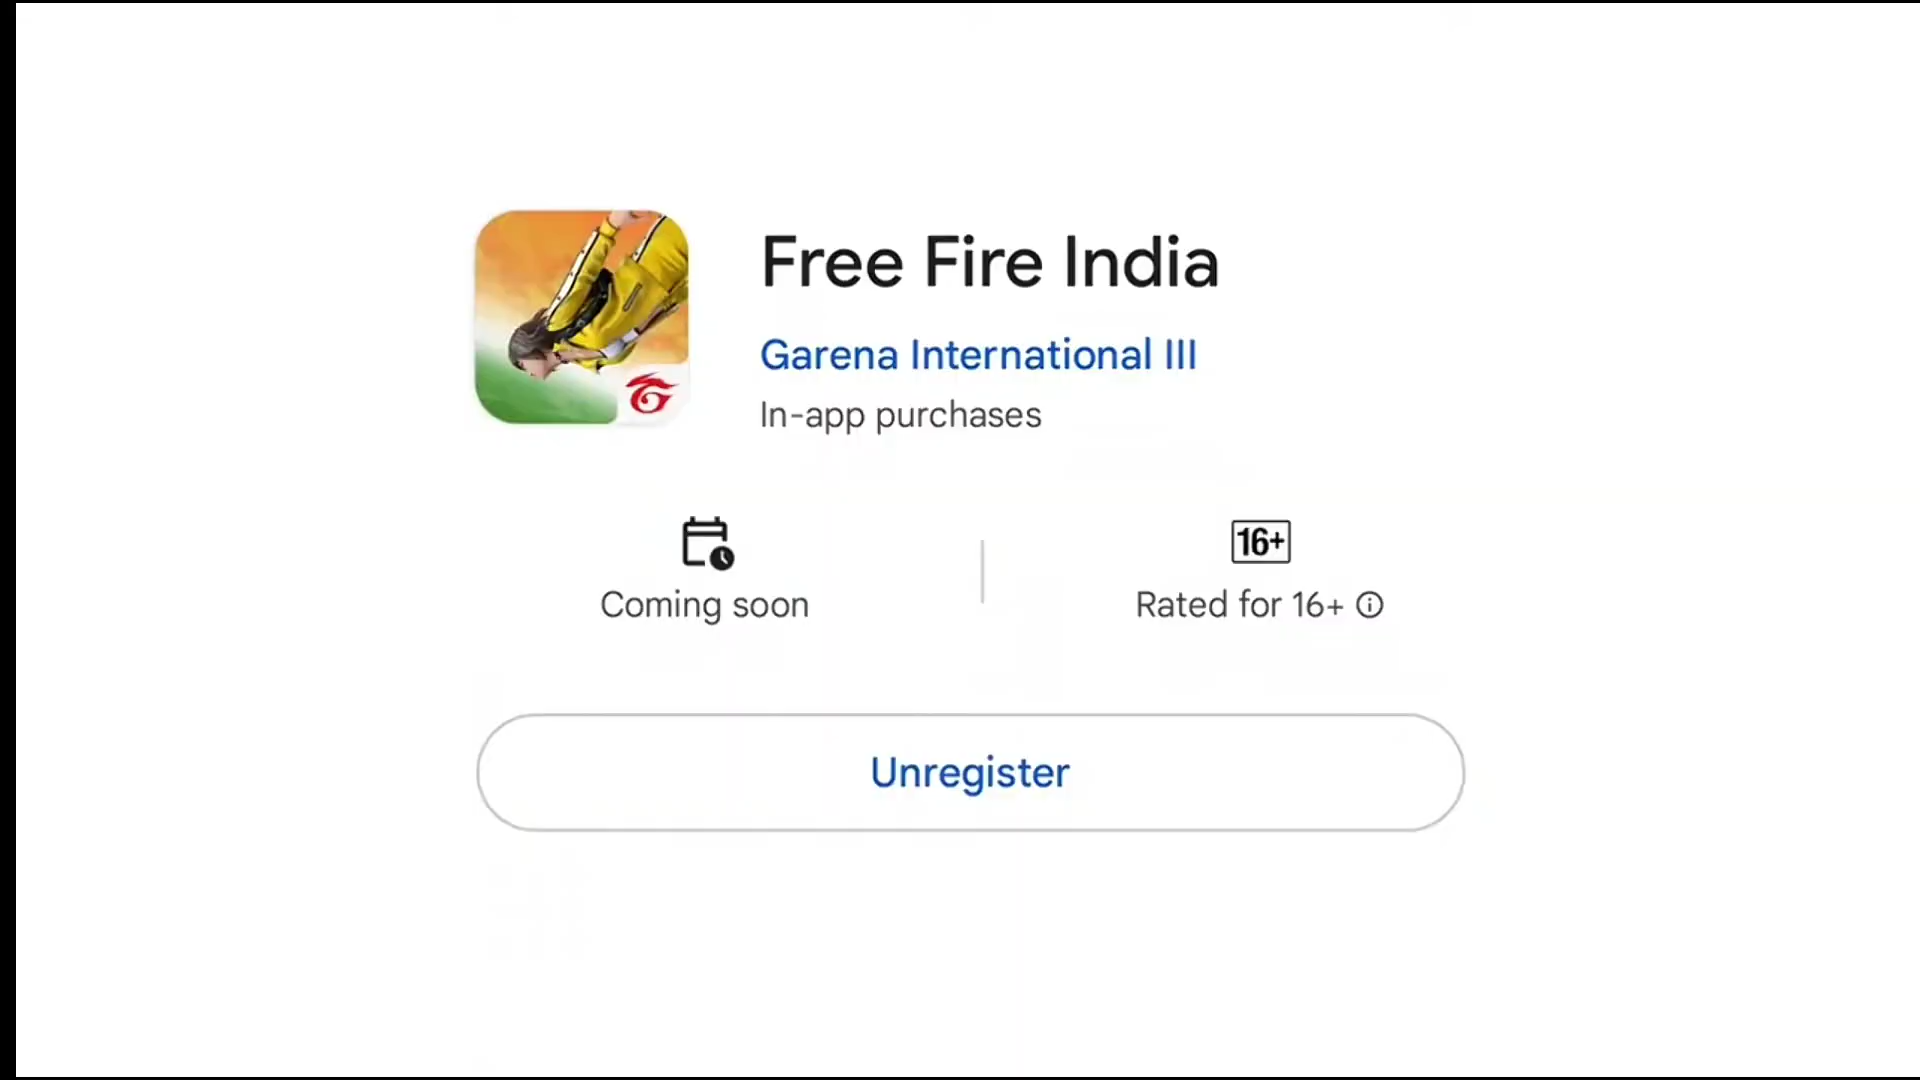 Free Fire India
Garena International III
In-app purchases
16+
Coming soon
Rated for 16+
Unregister